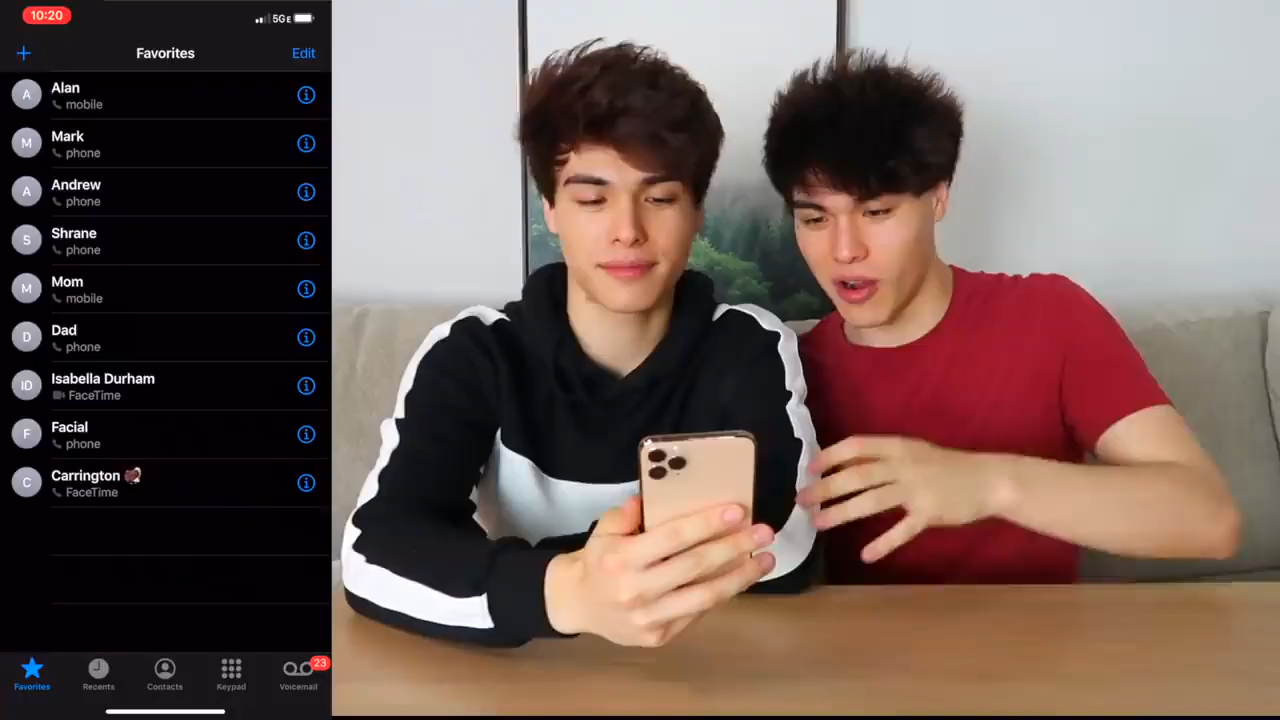 10:20
5GE
Favorites
Edit
A
Alan
mobile
M
Mark
phone
A
Andrew
phone
S
Shrane
phone
M
Mom
mobile
D
Dad
phone
ID
Isabella Durham
FaceTime
F
Facial
phone
C
Carrington
FaceTime
Favorites
Recents
Contacts
Keypad
23
Voicemail